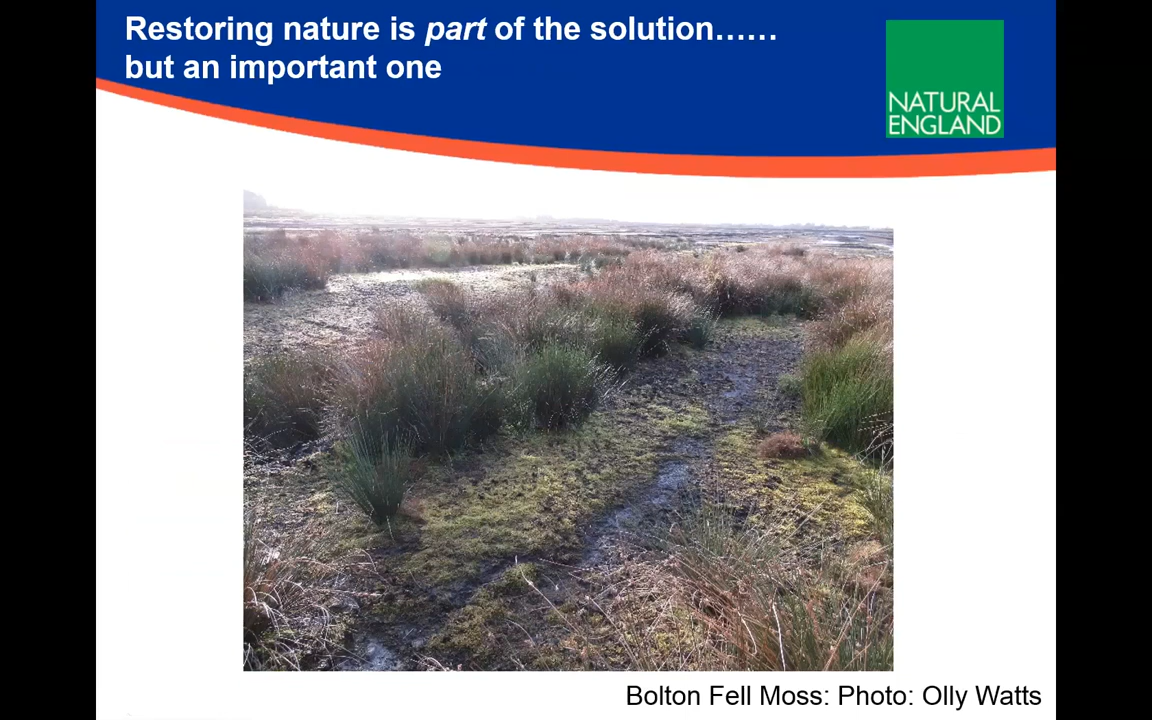 Restoring nature is part of the solution……
but an important one
NATURAL
ENGLAND
Bolton Fell Moss: Photo: Olly Watts